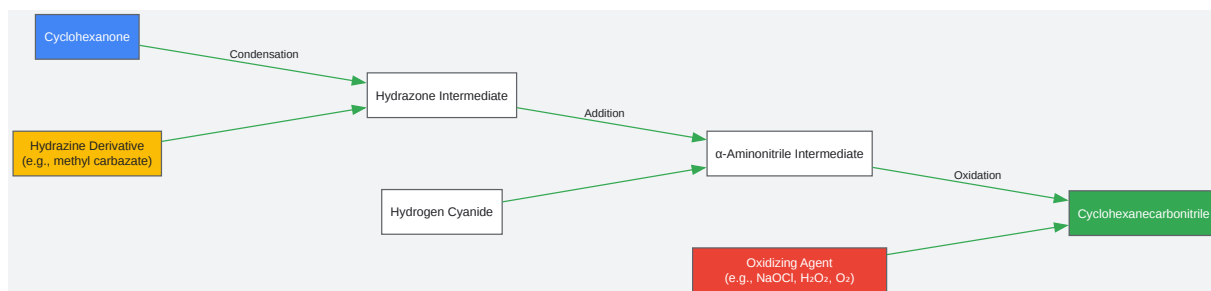 Cyclohexanone
Condensation
Hydrazone Intermediate
Hydrazine Derivative
(e.g., methyl carbazate)
Addition
α-Aminonitrile Intermediate
Hydrogen Cyanide
Oxidation
Cyclohexanecarbonitrile
Oxidizing Agent
(e.g., NaOCl, H₂O₂, O₂)